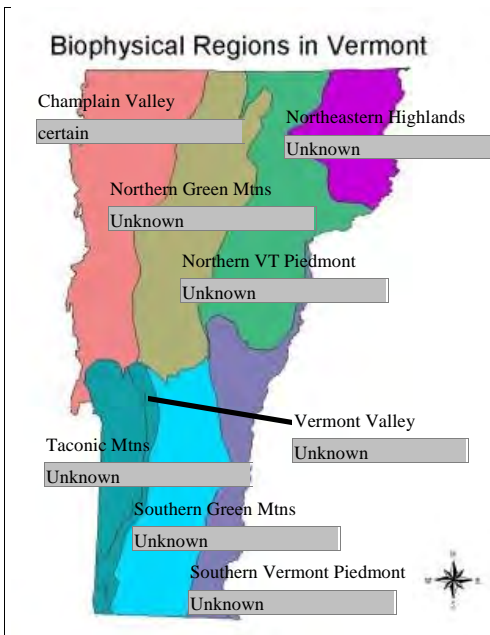 Biophysical Regions in Vermont
Champlain Valley
certain
Northeastern Highlands
Unknown
Northern Green Mtns
Unknown
Northern VT Piedmont
Unknown
Vermont Valley
Unknown
Taconic Mtns
Unknown
Southern Green Mtns
Unknown
Southern Vermont Piedmont
Unknown